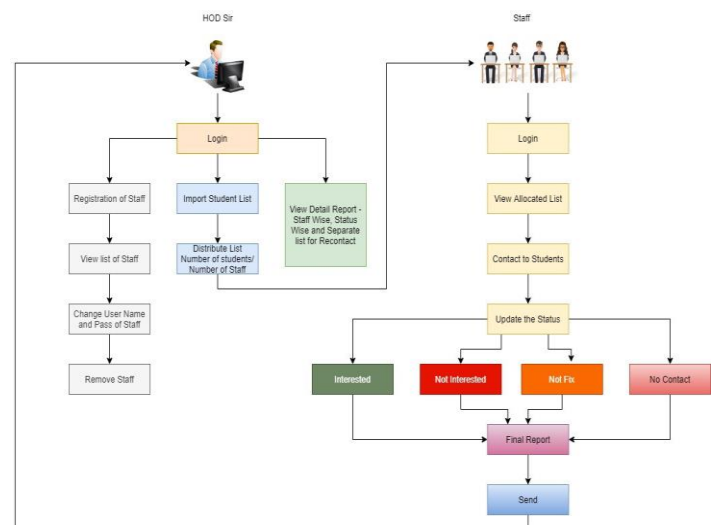 HOD Sir
Staff
Login
Login
Registration of Staff
Import Student List
View Detail Report -
Staff Wise, Status
Wise and Separate
list for Recontact
View Allocated List
View list of Staff
Distribute List
Number of students/
Number of Staff
Contact to Students
Change User Name
and Pass of Staff
Update the Status
Remove Staff
Interested
Not Interested
Not Fix
No Contact
Final Report
Send